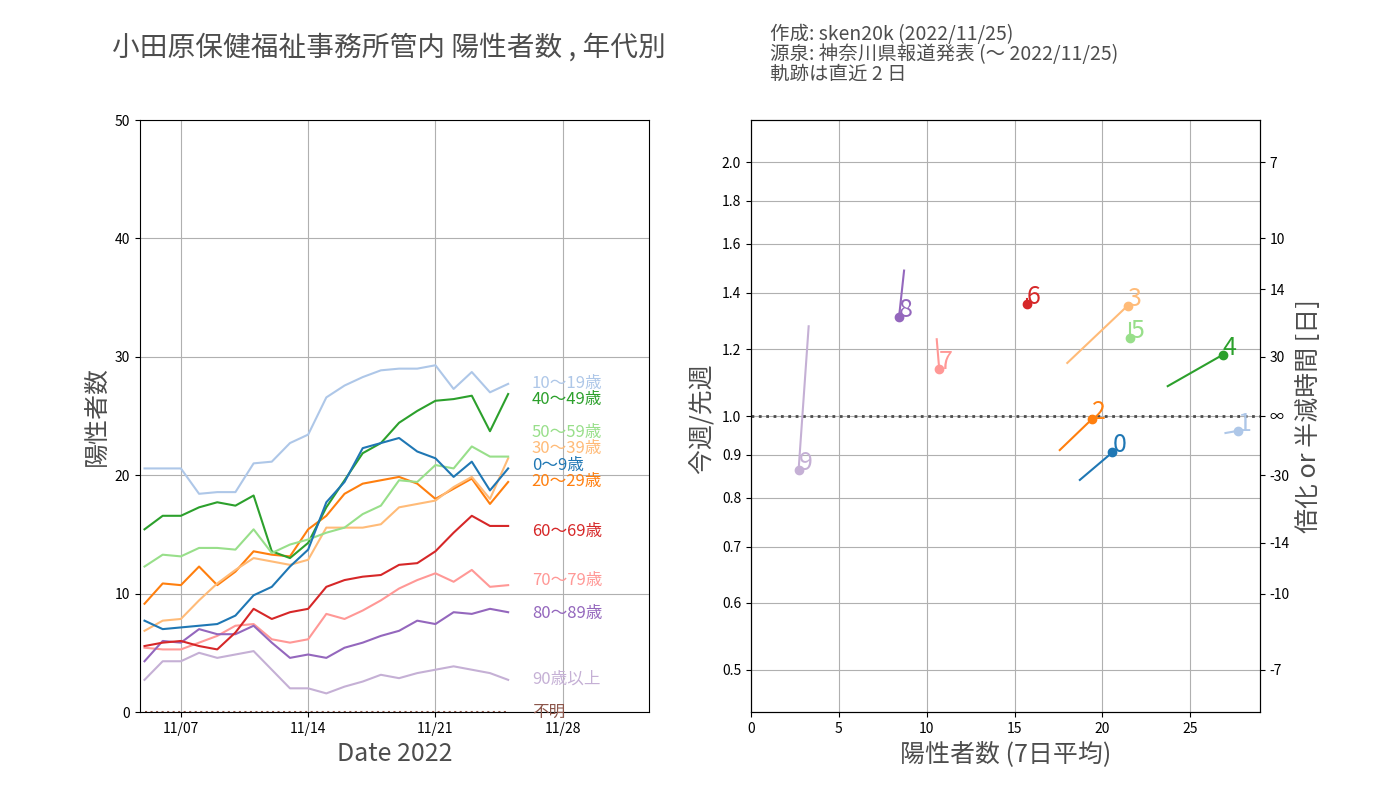 小田原保健福祉事務所管内 陽性者数 , 年代別
作成: sken20k (2022/11/25)
源泉: 神奈川県報道発表 (〜 2022/11/25)
軌跡は直近 2 日
陽性者数
50
40
30
20
10
0
11/07
11/14
11/21
11/28
Date 2022
10〜19歳
40〜49歳
50〜59歳
30〜39歳
0〜9歳
20〜29歳
60〜69歳
70〜79歳
80〜89歳
90歳以上
不明
今週/先週
2.0
1.8
1.6
1.4
1.2
1.0
0.9
0.8
0.7
0.6
0.5
0
5
10
15
20
25
陽性者数 (7日平均)
8
6
3
5
7
4
2
1
0
9
7
10
14
30
∞
-30
-14
-10
-7
倍化 or 半減時間 [日]